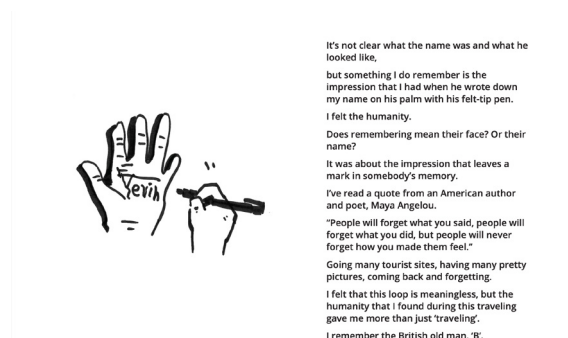 Yerin
It's not clear what the name was and what he
looked like,
but something I do remember is the
impression that I had when he wrote down
my name on his palm with his felt-tip pen.
I felt the humanity.
Does remembering mean their face? Or their
name?
It was about the impression that leaves a
mark in somebody's memory.
I've read a quote from an American author
and poet, Maya Angelou.
"People will forget what you said, people will
forget what you did, but people will never
forget how you made them feel."
Going many tourist sites, having many pretty
pictures, coming back and forgetting.
I felt that this loop is meaningless, but the
humanity that I found during this traveling
gave me more than just 'traveling'.
I remember the British old man, 'B'.